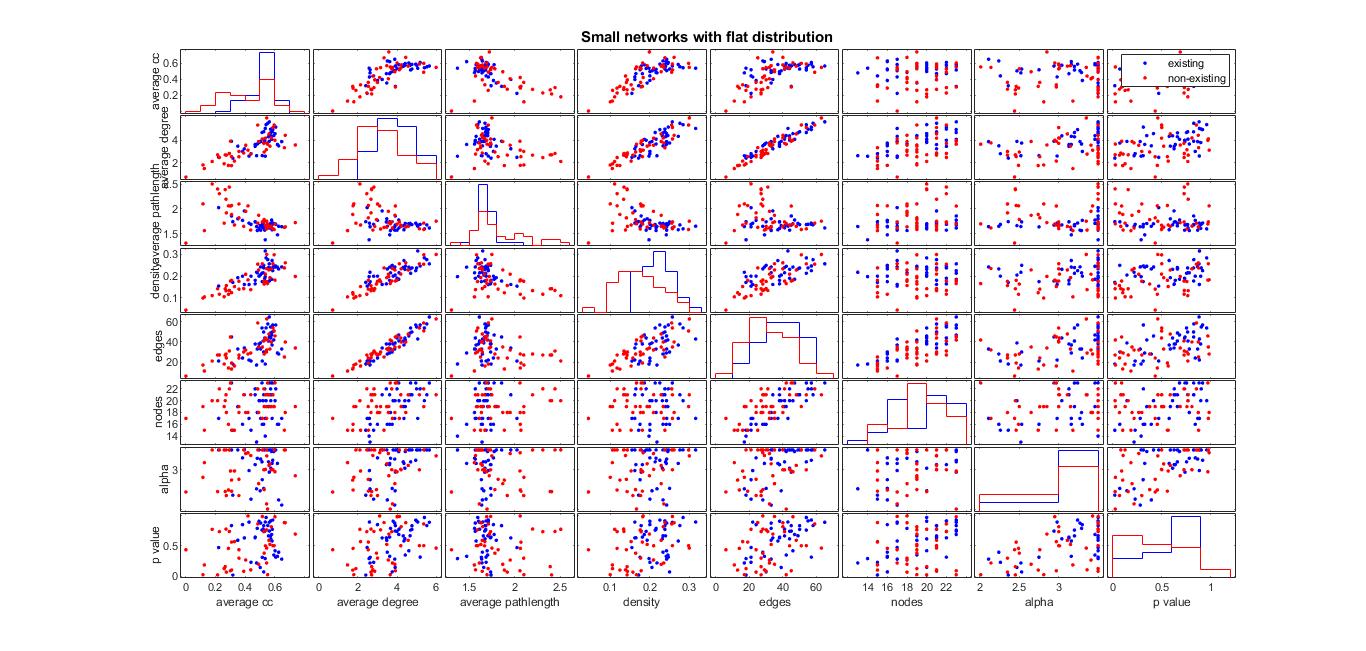 Small networks with flat distribution
existing
non-existing
average cc
0.6
0.4
0.2
average degree
4
2
average pathlength
2.5
2
1.5
density
0.3
0.1
edges
60
40
20
nodes
22
20
18
16
14
alpha
3
p value
0.5
0
0 0.2 0.4 0.6
0 2 4 6
1.5 2 2.5
0.1 0.2 0.3
0 20 40 60
14 16 18 20 22
2 2.5 3
0 0.5 1
average cc
average degree
average pathlength
density
edges
nodes
alpha
p value